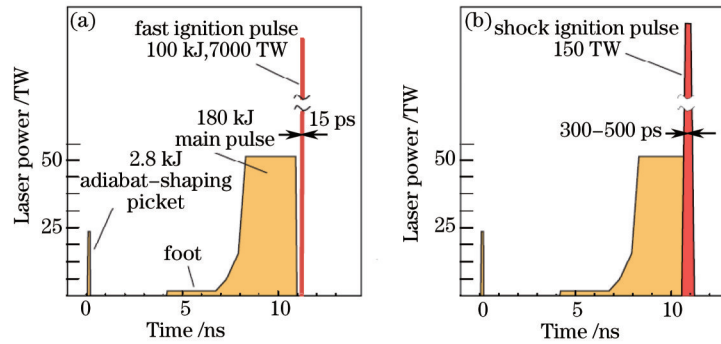 (a)
fast ignition pulse
100 kJ,7000 TW
15 ps
180 kJ
main pulse
2.8 kJ
adiabat-shaping
picket
foot
50
25
Laser power /TW
0
5
10
Time /ns
(b)
shock ignition pulse
150 TW
300-500 ps
50
25
Laser power /TW
0
5
10
Time /ns